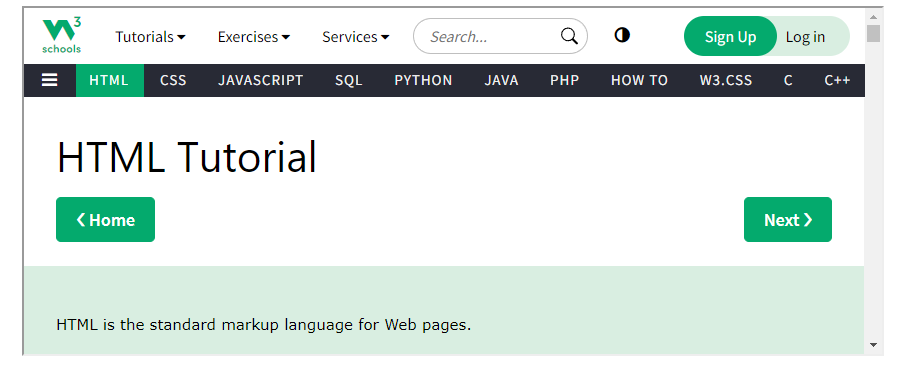 W3 schools
Tutorials Exercises Services Search... Sign Up Log in
HTML CSS JAVASCRIPT SQL PYTHON JAVA PHP HOW TO W3.CSS C C++
HTML Tutorial
❮ Home Next ❯
HTML is the standard markup language for Web pages.